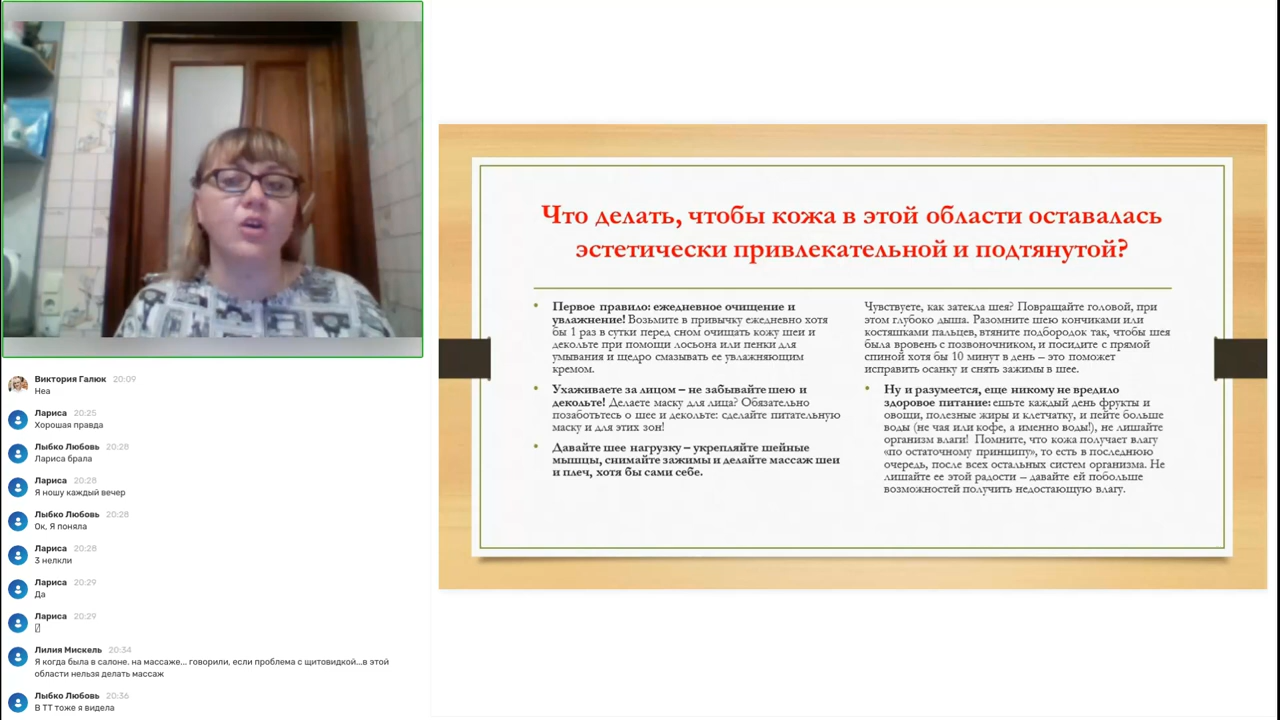 Что делать, чтобы кожа в этой области оставалась
эстетически привлекательной и подтянутой?
• Первое правило: ежедневное очищение и
увлажнение! Возьмите в привычку ежедневно хотя
бы 1 раз в сутки перед сном очищать кожу шеи и
декольте при помощи лосьона или пенки для
умывания и щедро смазывать ее увлажняющим
кремом.
• Ухаживаете за лицом – не забывайте шею и
декольте! Делаете маску для лица? Обязательно
позаботьтесь о шее и декольте: сделайте питательную
маску и для этих зон!
• Давайте шее нагрузку – укрепляйте шейные
мышцы, снимайте зажимы и делайте массаж шеи
и плеч, хотя бы сами себе.
Чувствуете, как затекла шея? Повращайте головой, при
этом глубоко дыша. Разомните шею кончиками или
костяшками пальцев, втяните подбородок так, чтобы шея
была вровень с позвоночником, и посидите с прямой
спиной хотя бы 10 минут в день – это поможет
исправить осанку и снять зажимы в шее.
• Ну и разумеется, еще никому не вредило
здоровое питание: ешьте каждый день фрукты и
овощи, полезные жиры и клетчатку, и пейте больше
воды (не чая или кофе, а именно воды!), не лишайте
организм влаги! Помните, что кожа получает влагу
«по остаточному принципу», то есть в последнюю
очередь, после всех остальных систем организма. Не
лишайте ее этой радости – давайте ей побольше
возможностей получить недостающую влагу.
Виктория Галюк 20:09
Неа
Лариса 20:25
Хорошая правда
Лыбко Любовь 20:28
Лариса брала
Лариса 20:28
Я ношу каждый вечер
Лыбко Любовь 20:28
Ок, Я поняла
Лариса 20:28
3 нелкли
Лариса 20:29
Да
Лариса 20:29
Лилия Мискель 20:34
Я когда была в салоне. на массаже... говорили, если проблема с щитовидкой...в этой
области нельзя делать массаж
Лыбко Любовь 20:36
В ТТ тоже я видела